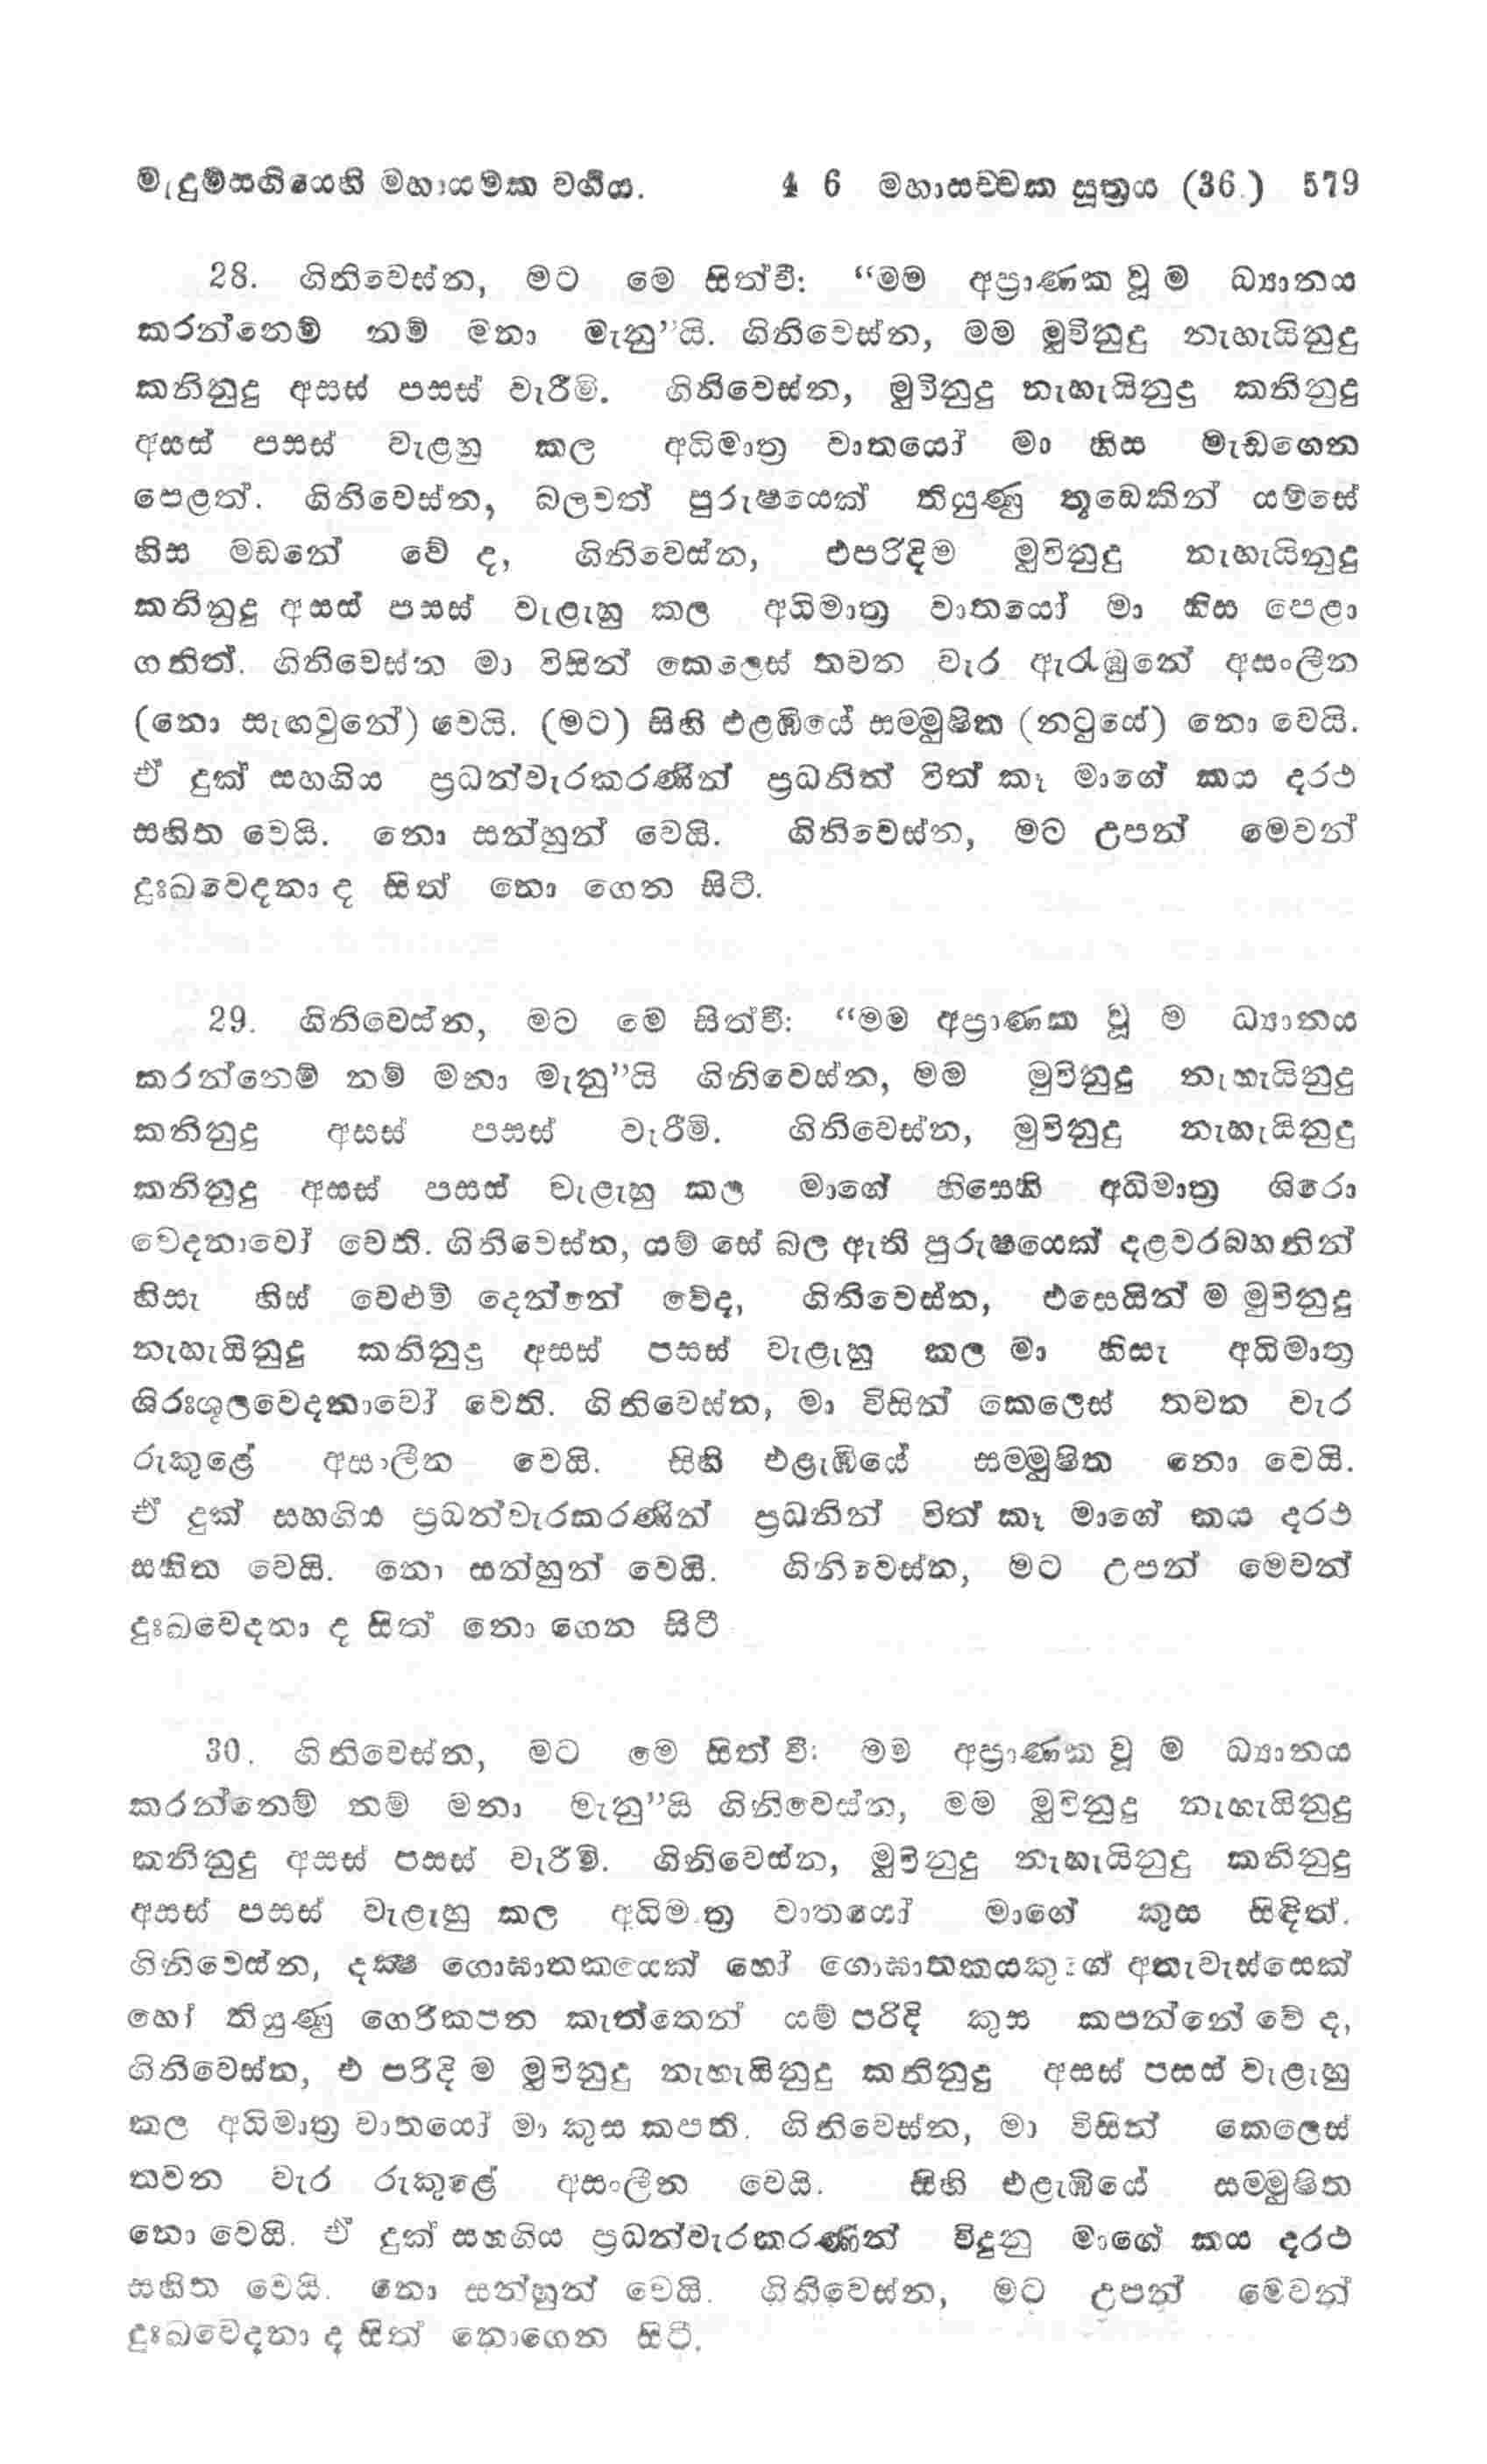 මැදුම්සඟියෙහි මහායමක වර්‍ගය. 4 6 මහාසච්චක සූත්‍රය (36.) 579
28. ගිනිවෙස්න, මට මෙ සිත්වී: “මම අප්‍රාණක වූ ම ධ්‍යානය
කරන්නෙම් නම් මනා මැනු”යි. ගිනිවෙස්න, මම මුවිනුදු නැහැයිනුදු
කනිනුදු අසස් පසස් වැරීමි. ගිනිවෙස්න, මුවිනුදු නැහැයිනුදු කනිනුදු
අසස් පසස් වැළහු කල අධිමාත්‍ර වාතයෝ මා හිස මැඩගෙන
පෙළත්. ගිනිවෙස්න, බලවත් පුරුෂයෙක් තියුණු තුඩෙකින් යම්සේ
හිස මඩනේ වේ ද, ගිනිවෙස්න, එපරිදිම මුවිනුදු නැහැයිනුදු
කනිනුදු අසස් පසස් වැළැහු කල අධිමාත්‍ර වාතයෝ මා හිස පෙළා
ගතිත්. ගිනිවෙස්න මා විසින් කෙලෙස් තවන වැර ඇරැඹුනේ අසංලීන
(නො සැඟවුනේ) වෙයි. (මට) සිහි එළඹියේ සම්මුෂිත (නටුයේ) නො වෙයි.
ඒ දුක් සහගිය ප්‍රධන්වැරකරණීන් ප්‍රධනිත් විත් කෑ මාගේ කය දරථ
සහිත වෙයි. නො සන්හුන් වෙයි. ගිනිවෙස්න, මට උපන් මෙවන්
දුඃඛවෙදනා ද සිත් නො ගෙන සිටී.
29. ගිනිවෙස්න, මට මෙ සිත්වී: “මම අප්‍රාණක වූ ම ධ්‍යානය
කරන්නෙම් නම් මනා මැනු”යි ගිනිවෙස්න, මම මුවිනුදු නැහැයිනුදු
කනිනුදු අසස් පසස් වැරීමි. ගිනිවෙස්න, මුවිනුදු නැහැයිනුදු
කනිනුදු අසස් පසස් වැළැහු කල මාගේ හිසෙහි අධිමාත්‍ර ශිරො
වෙදනාවෝ වෙති. ගිනිවෙස්න, යම් සේ බල ඇති පුරුෂයෙක් දළවරබහනින්
හිසැ හිස් වෙළුම් දෙන්නේ වේද, ගිනිවෙස්න, එසෙයින් ම මුවිනුදු
නැහැයිනුදු කනිනුදු අසස් පසස් වැළැහු කල මා හිසැ අධිමාත්‍ර
ශිරඃශුලවෙදනාවෝ වෙති. ගිනිවෙස්න, මා විසින් කෙලෙස් තවන වැර
රුකුළේ අසංලීන වෙයි. සිහි එළැඹියේ සම්මුෂිත නො වෙයි.
ඒ දුක් සහගිය ප්‍රධන්වැරකරණීන් ප්‍රධනින් විත් කෑ මාගේ කය දරථ
සහිත වෙයි. නො සන්හුන් වෙයි. ගිනිවෙස්න, මට උපන් මෙවන්
දුඃඛවෙදනා ද සිත් නො ගෙන සිටී
30. ගිනිවෙස්න, මට මෙ සිත් වී: මම අප්‍රාණක වූ ම ධ්‍යානය
කරන්නෙම් නම් මනා මැනු”යි ගිනිවෙස්න, මම මුවිනුදු නැහැයිනුදු
කනිනුදු අසස් පසස් වැරීමි. ගිනිවෙස්න, මුවිනුදු නැහැයිනුදු කනිනුදු
අසස් පසස් වැළැහු කල අධිමාත්‍ර වාතයෝ මාගේ කුස සිඳිත්.
ගිනිවෙස්න, දක්‍ෂ ගොඝාතකයෙක් හෝ ගොඝාතකයකුගේ අතැවැස්සෙක්
හෝ තියුණු ගෙරිකපන කැත්තෙන් යම් පරිදි කුස කපන්නේ වේ ද,
ගිනිවෙස්න, එ පරිදි ම මුවිනුදු නැහැයිනුදු කනිනුදු අසස් පසස් වැළැහු
කල අධිමාත්‍ර වාතයෝ මා කුස කපති. ගිනිවෙස්න, මා විසින් කෙලෙස්
තවන වැර රුකුළේ අසංලීන වෙයි. සිහි එළැඹියේ සම්මුෂිත
නො වෙයි. ඒ දුක් සහගිය ප්‍රධන්වැරකරණීන් විදුනු මාගේ කය දරථ
සහිත වෙයි. නො සන්හුන් වෙයි. ගිනිවෙස්න, මට උපන් මෙවන්
දුඃඛවෙදනා ද සිත් නොගෙන සිටී.